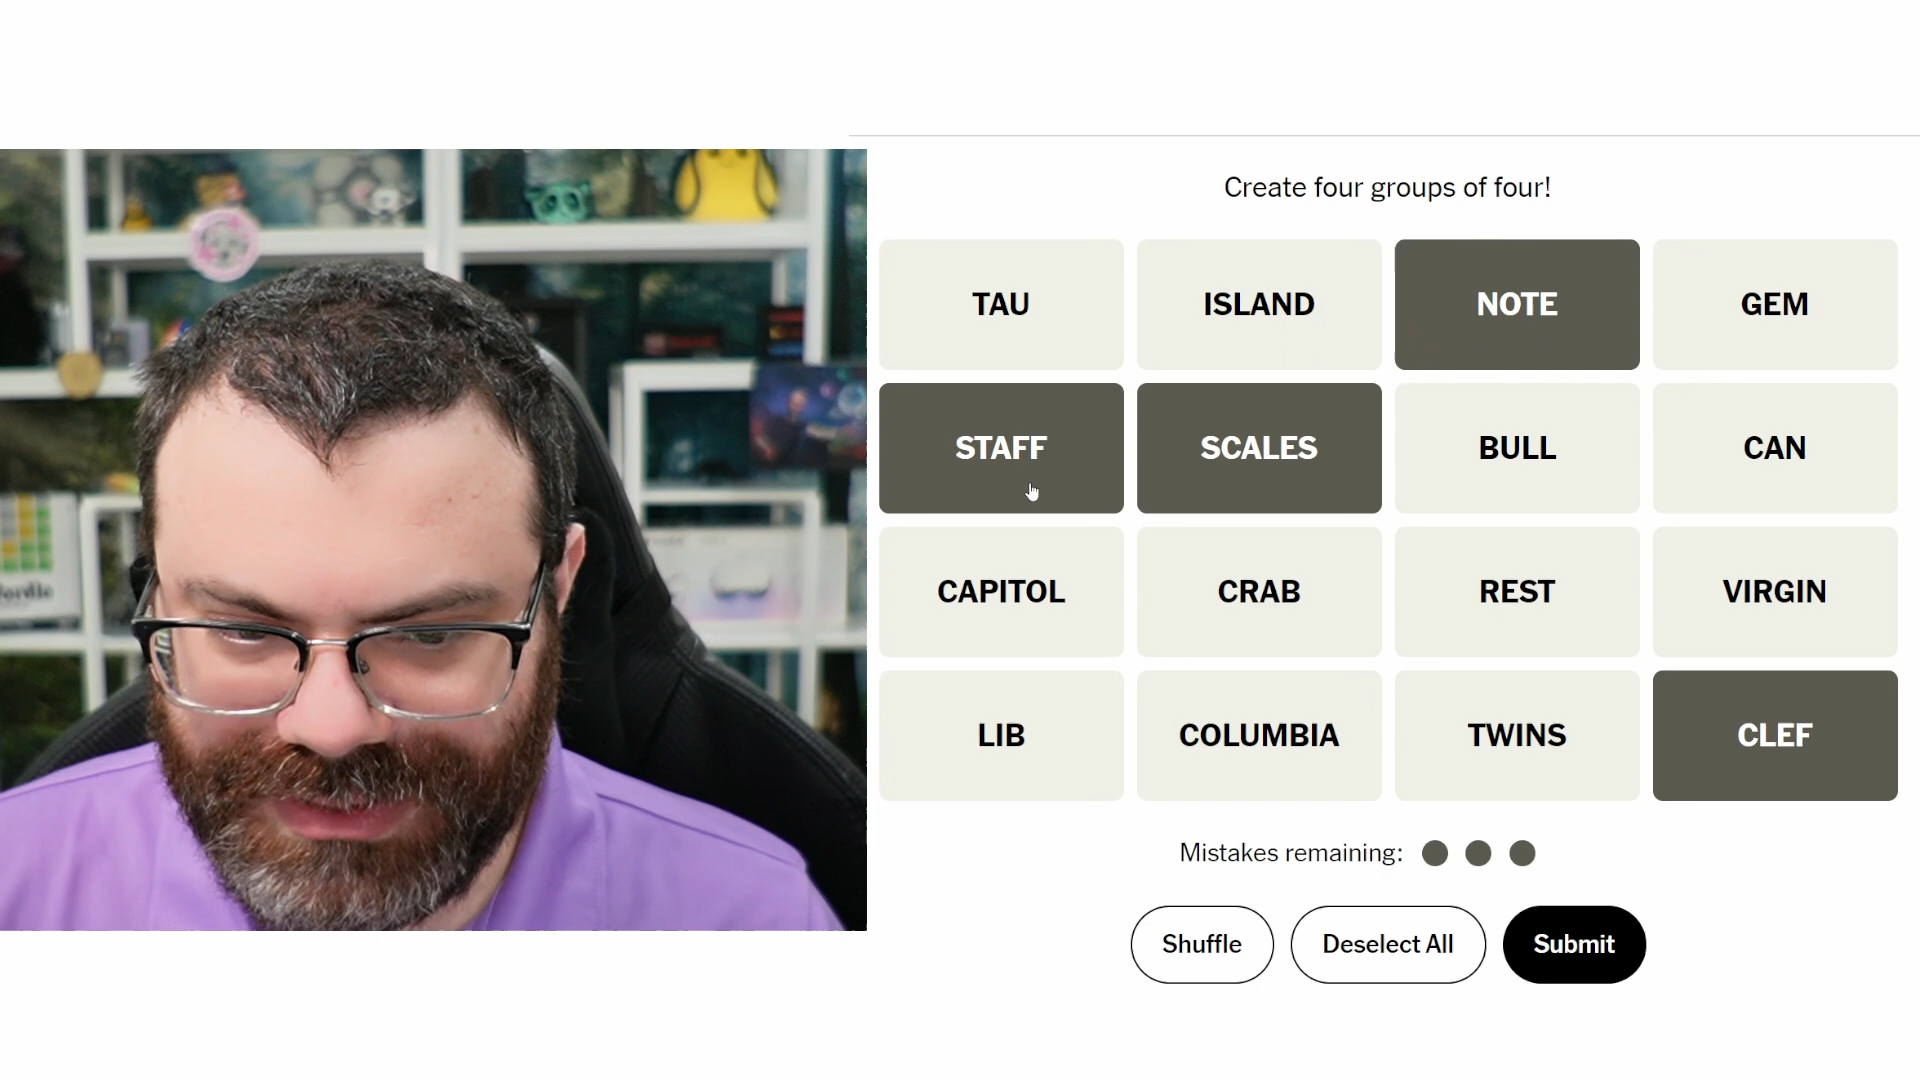 Create four groups of four!
TAU ISLAND NOTE GEM
STAFF SCALES BULL CAN
CAPITOL CRAB REST VIRGIN
LIB COLUMBIA TWINS CLEF
Mistakes remaining:
Shuffle Deselect All Submit